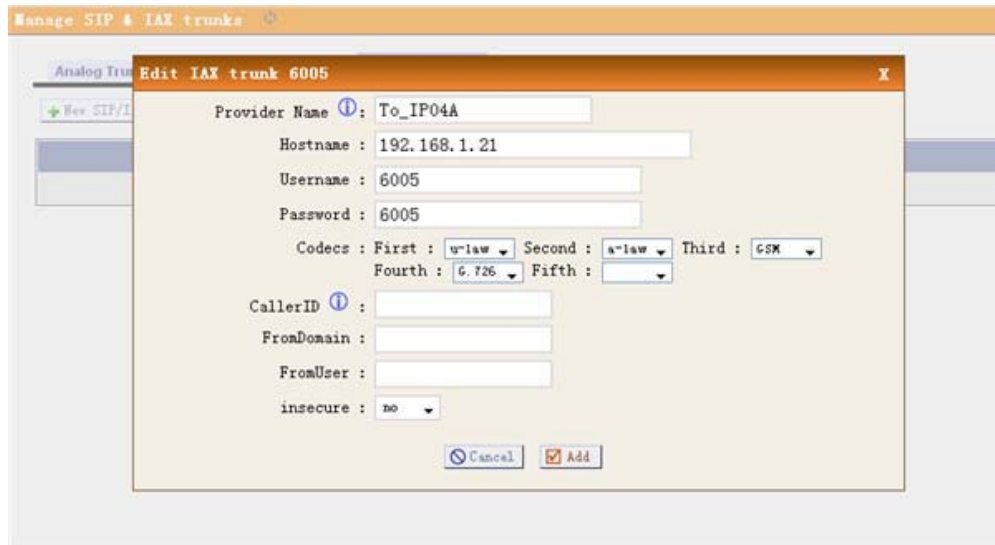 Manage SIP & IAX trunks
Analog Tru
Edit IAX trunk 6005 X
New SIP/I
Provider Name : To_IP04A
Hostname : 192.168.1.21
Username : 6005
Password : 6005
Codecs : First : u-law Second : a-law Third : GSM
Fourth : G.726 Fifth :
CallerID :
FromDomain :
FromUser :
insecure : no
Cancel Add